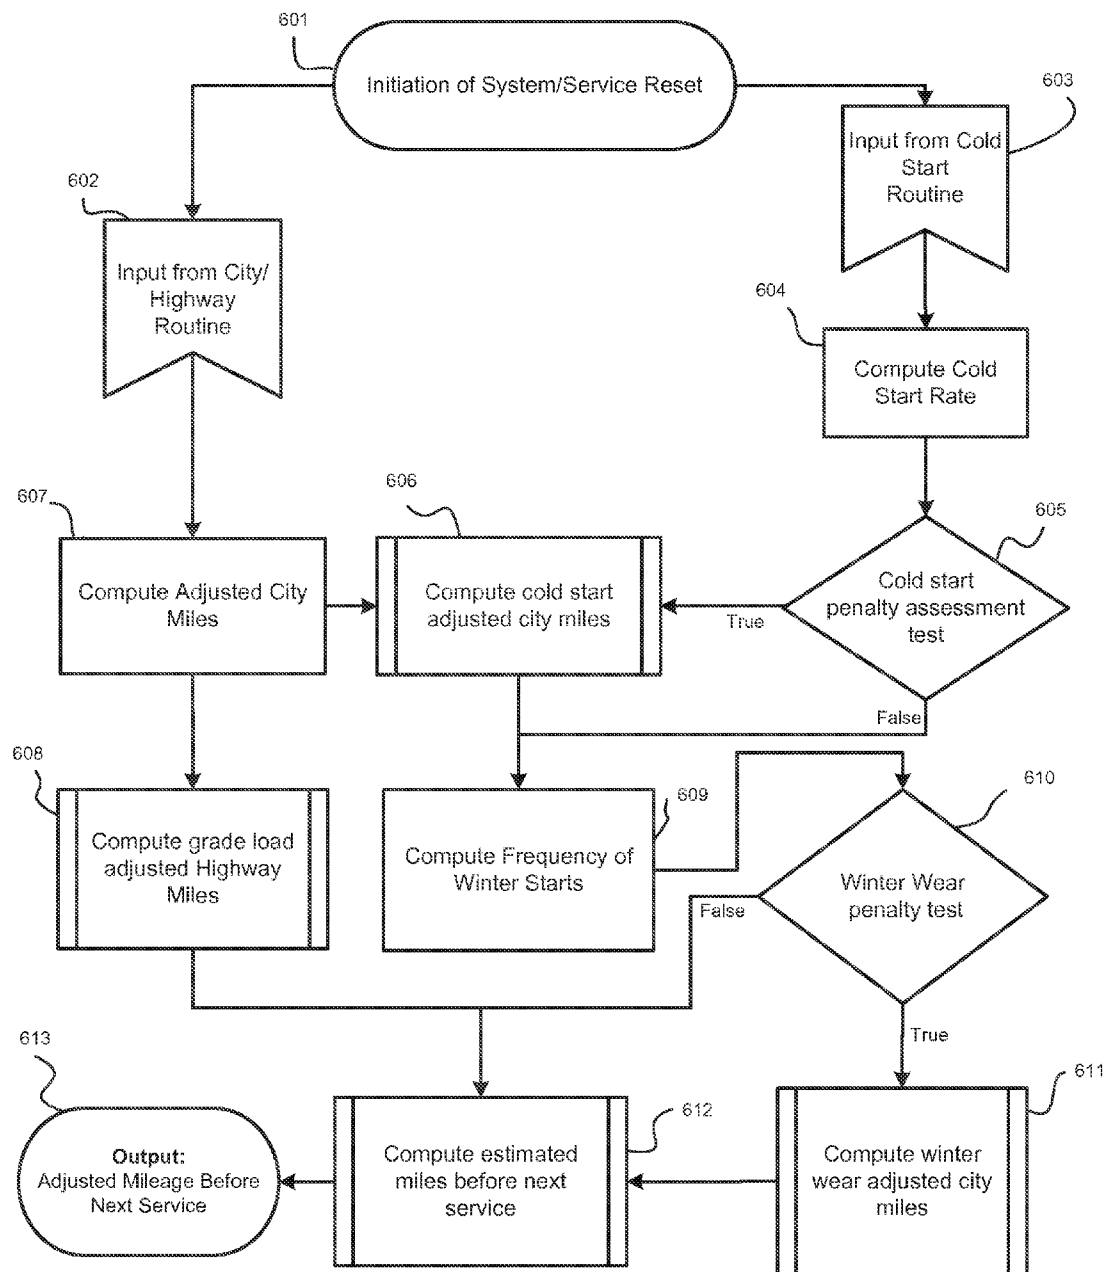 601
Initiation of System/Service Reset
603
Input from Cold
Start
Routine
602
Input from City/
Highway
Routine
604
Compute Cold
Start Rate
607
Compute Adjusted City
Miles
606
Compute cold start
adjusted city miles
605
Cold start
penalty assessment
test
True
False
608
Compute grade load
adjusted Highway
Miles
609
Compute Frequency of
Winter Starts
610
Winter Wear
penalty test
False
True
613
Output:
Adjusted Mileage Before
Next Service
612
Compute estimated
miles before next
service
611
Compute winter
wear adjusted city
miles